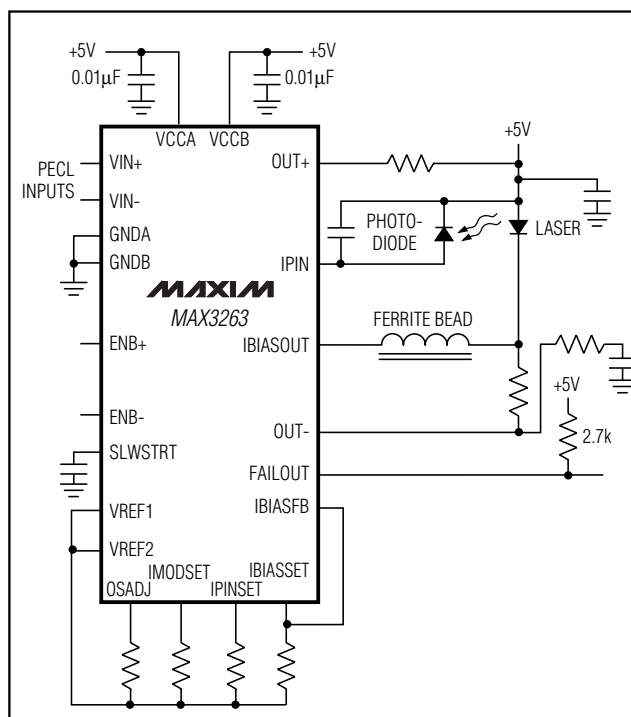 +5V
+5V
0.01μF
0.01μF
+5V
VCCA
VCCB
PECL
INPUTS
VIN+
VIN-
GNDA
GNDB
ENB+
ENB-
SLWSTRT
VREF1
VREF2
MAXIM
MAX3263
OUT+
IPIN
IBIASOUT
OUT-
FAILOUT
IBIASFB
PHOTO-
DIODE
LASER
FERRITE BEAD
+5V
2.7k
OSADJ
IMODSET
IPINSET
IBIASSET